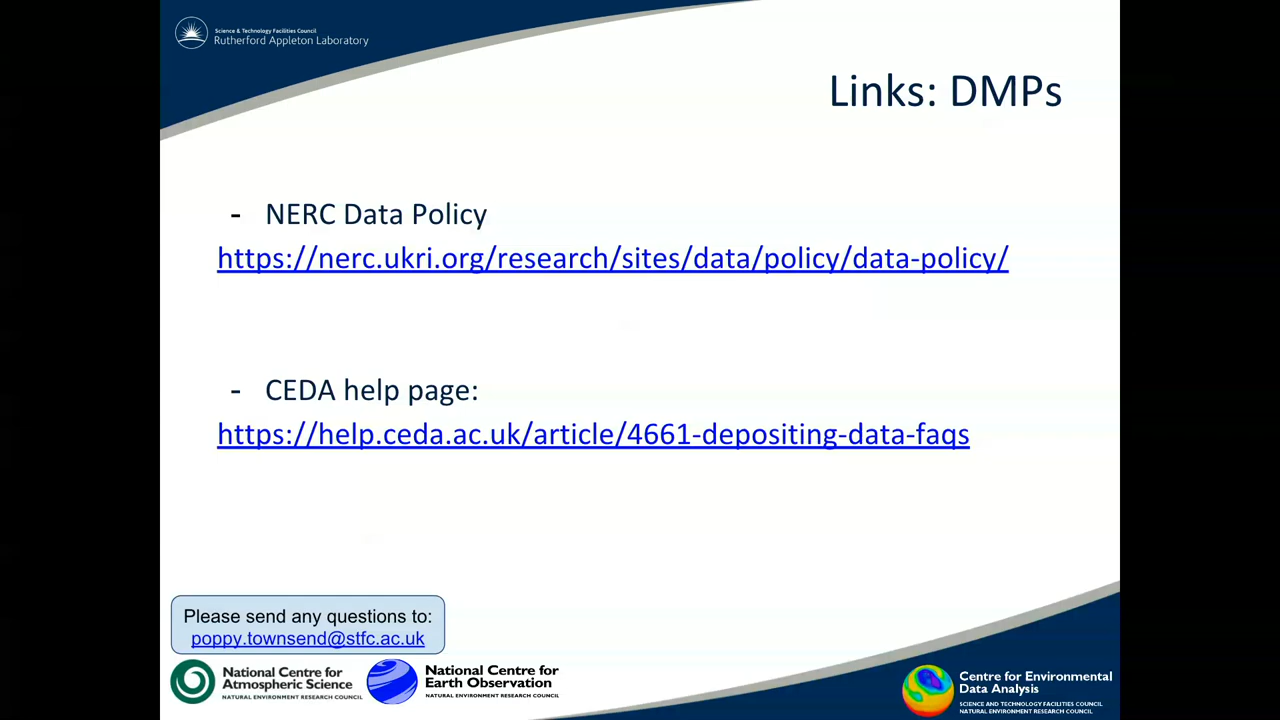 Science & Technology Facilities Council
Rutherford Appleton Laboratory
Links: DMPs
- NERC Data Policy
https://nerc.ukri.org/research/sites/data/policy/data-policy/
- CEDA help page:
https://help.ceda.ac.uk/article/4661-depositing-data-faqs
Please send any questions to:
poppy.townsend@stfc.ac.uk
National Centre for
Atmospheric Science
NATURAL ENVIRONMENT RESEARCH COUNCIL
National Centre for
Earth Observation
NATURAL ENVIRONMENT RESEARCH COUNCIL
Centre for Environmental
Data Analysis
SCIENCE AND TECHNOLOGY FACILITIES COUNCIL
NATURAL ENVIRONMENT RESEARCH COUNCIL